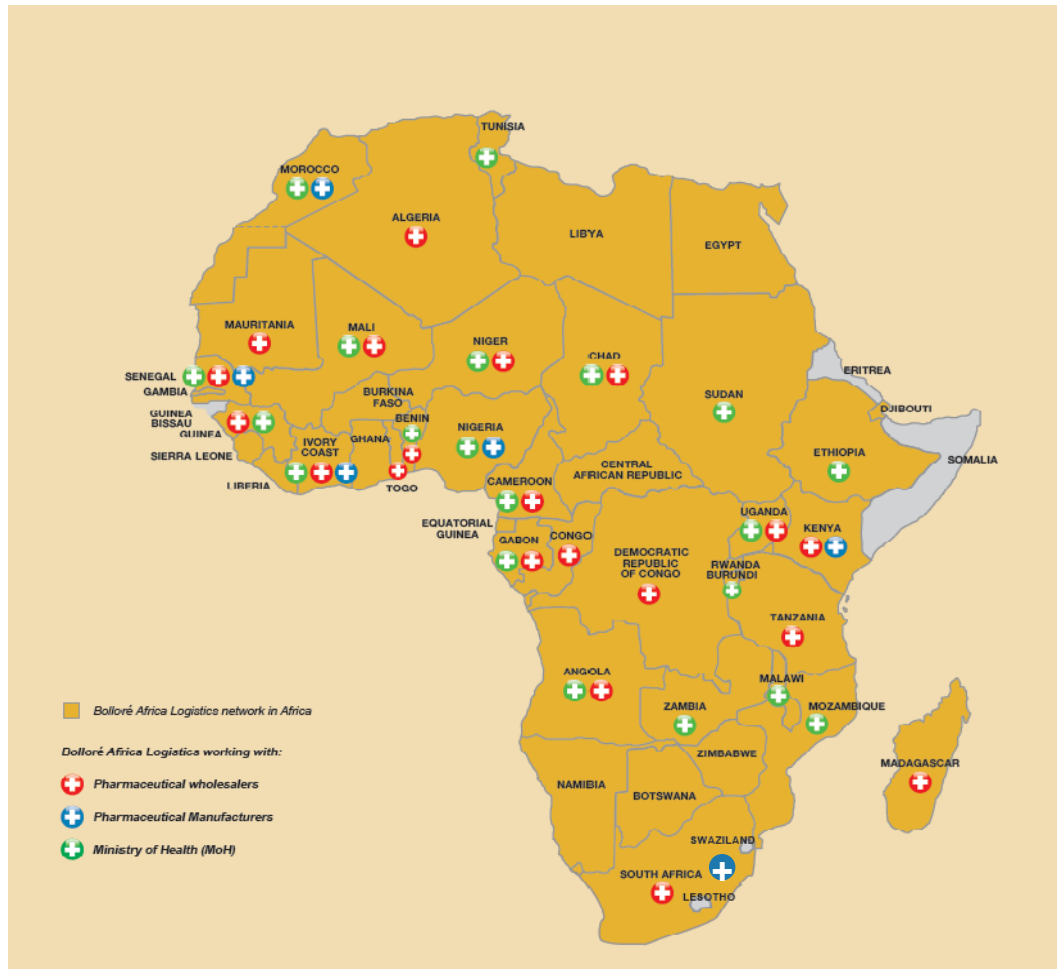 TUNISIA
MOROCCO
ALGERIA
LIB'YA
EGYPT
MAURITANIA
MALI
NIGER
CHAD
ERITREA
SENEGAL
GAMBIA
BURKINA
FASO
SUDAN
DJIBOUTI
GUINEA
BISSAU
GUINEA
BENIN
NIGERIA
IVORY
COAST
GHANA
SIERRA LEONE
ETHIOPIA
SOMALIA
CENTRAL
AFRICAN REPUBLIC
LIBERIA
TOGO
CAMEROON
UGANDA
KENYA
EQUATORIAL
GUINEA
GABON
CONGO
DEMOCRATIC
REPUBLIC
OF CONGO
RWANDA
BURUNDI
TANZANIA
ANGOLA
MALAWI
ZAMBIA
MOZAMBIQUE
Bolloré Africa Logistics network in Africa
Dolloré Africa Logistics working with:
ZIMBABWE
MADAGASCAR
NAMIBIA
BOTSWANA
Pharmaceutical wholesalers
Pharmaceutical Manufacturers
Ministry of Health (MoH)
SWAZILAND
SOUTH AFRICA
LESOTHO